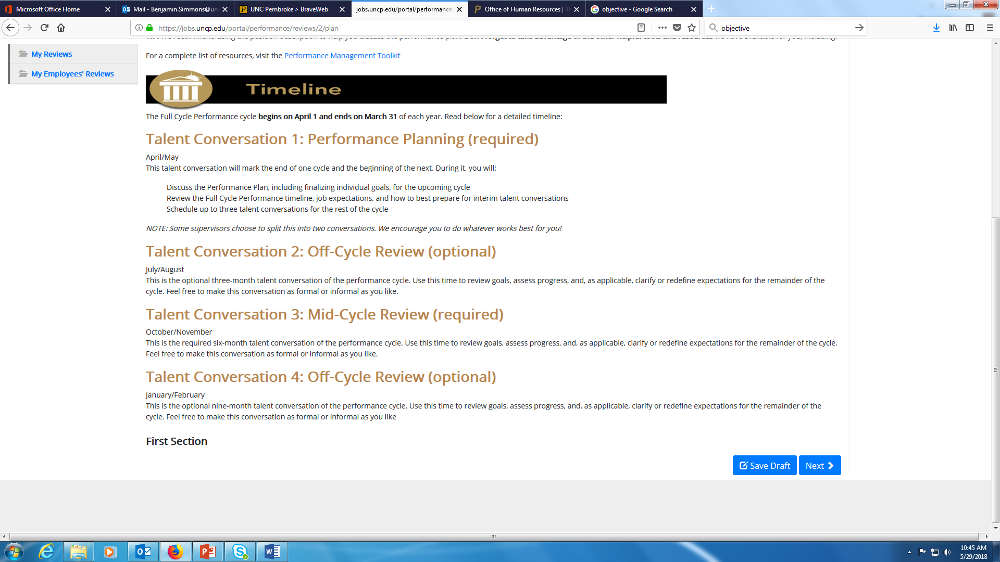 Microsoft Office Home
Mail - Benjamin.Simmons@un
UNC Pembroke > BraveWeb
jobs.uncp.edu/portal/performance
Office of Human Resources | T
objective - Google Search
https://jobs.uncp.edu/portal/performance/reviews/2/plan
objective
My Reviews
My Employees' Reviews
For a complete list of resources, visit the Performance Management Toolkit
Timeline
The Full Cycle Performance cycle begins on April 1 and ends on March 31 of each year. Read below for a detailed timeline:
Talent Conversation 1: Performance Planning (required)
April/May
This talent conversation will mark the end of one cycle and the beginning of the next. During it, you will:
Discuss the Performance Plan, including finalizing individual goals, for the upcoming cycle
Review the Full Cycle Performance timeline, job expectations, and how to best prepare for interim talent conversations
Schedule up to three talent conversations for the rest of the cycle
NOTE: Some supervisors choose to split this into two conversations. We encourage you to do whatever works best for you!
Talent Conversation 2: Off-Cycle Review (optional)
July/August
This is the optional three-month talent conversation of the performance cycle. Use this time to review goals, assess progress, and, as applicable, clarify or redefine expectations for the remainder of the
cycle. Feel free to make this conversation as formal or informal as you like.
Talent Conversation 3: Mid-Cycle Review (required)
October/November
This is the required six-month talent conversation of the performance cycle. Use this time to review goals, assess progress, and, as applicable, clarify or redefine expectations for the remainder of the cycle.
Feel free to make this conversation as formal or informal as you like.
Talent Conversation 4: Off-Cycle Review (optional)
January/February
This is the optional nine-month talent conversation of the performance cycle. Use this time to review goals, assess progress, and, as applicable, clarify or redefine expectations for the remainder of the
cycle. Feel free to make this conversation as formal or informal as you like
First Section
Save Draft
Next
10:45 AM
5/29/2018